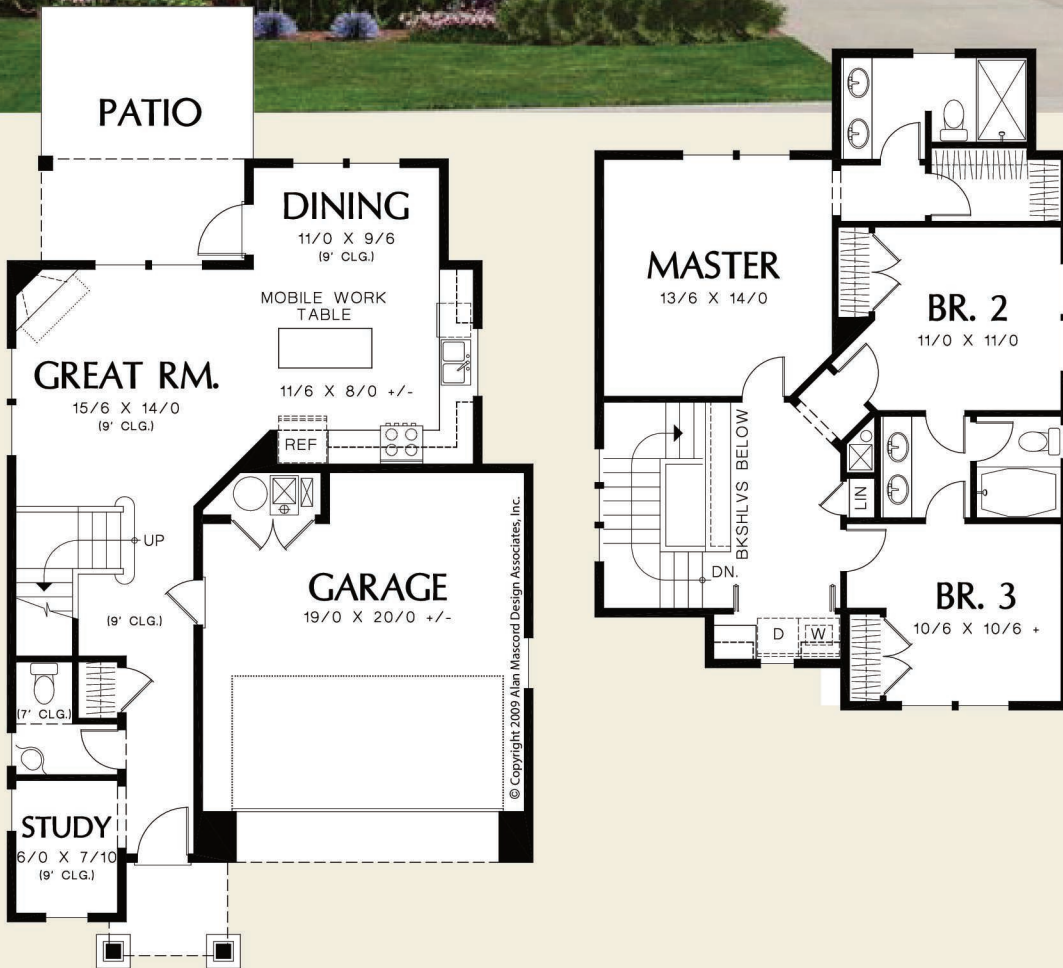 PATIO
DINING
11/0 X 9/6
(9' CLG.)
MOBILE WORK
TABLE
GREAT RM.
15/6 X 14/0
(9' CLG.)
11/6 X 8/0 +/-
REF
UP
(9' CLG.)
GARAGE
19/0 X 20/0 +/-
(7' CLG.)
STUDY
6/0 X 7/10
(9' CLG.)
© Copyright 2009 Alan Mascord Design Associates, Inc.
MASTER
13/6 X 14/0
BR. 2
11/0 X 11/0
BKSHLVS BELOW
LIN
DN.
D
W
BR. 3
10/6 X 10/6 +